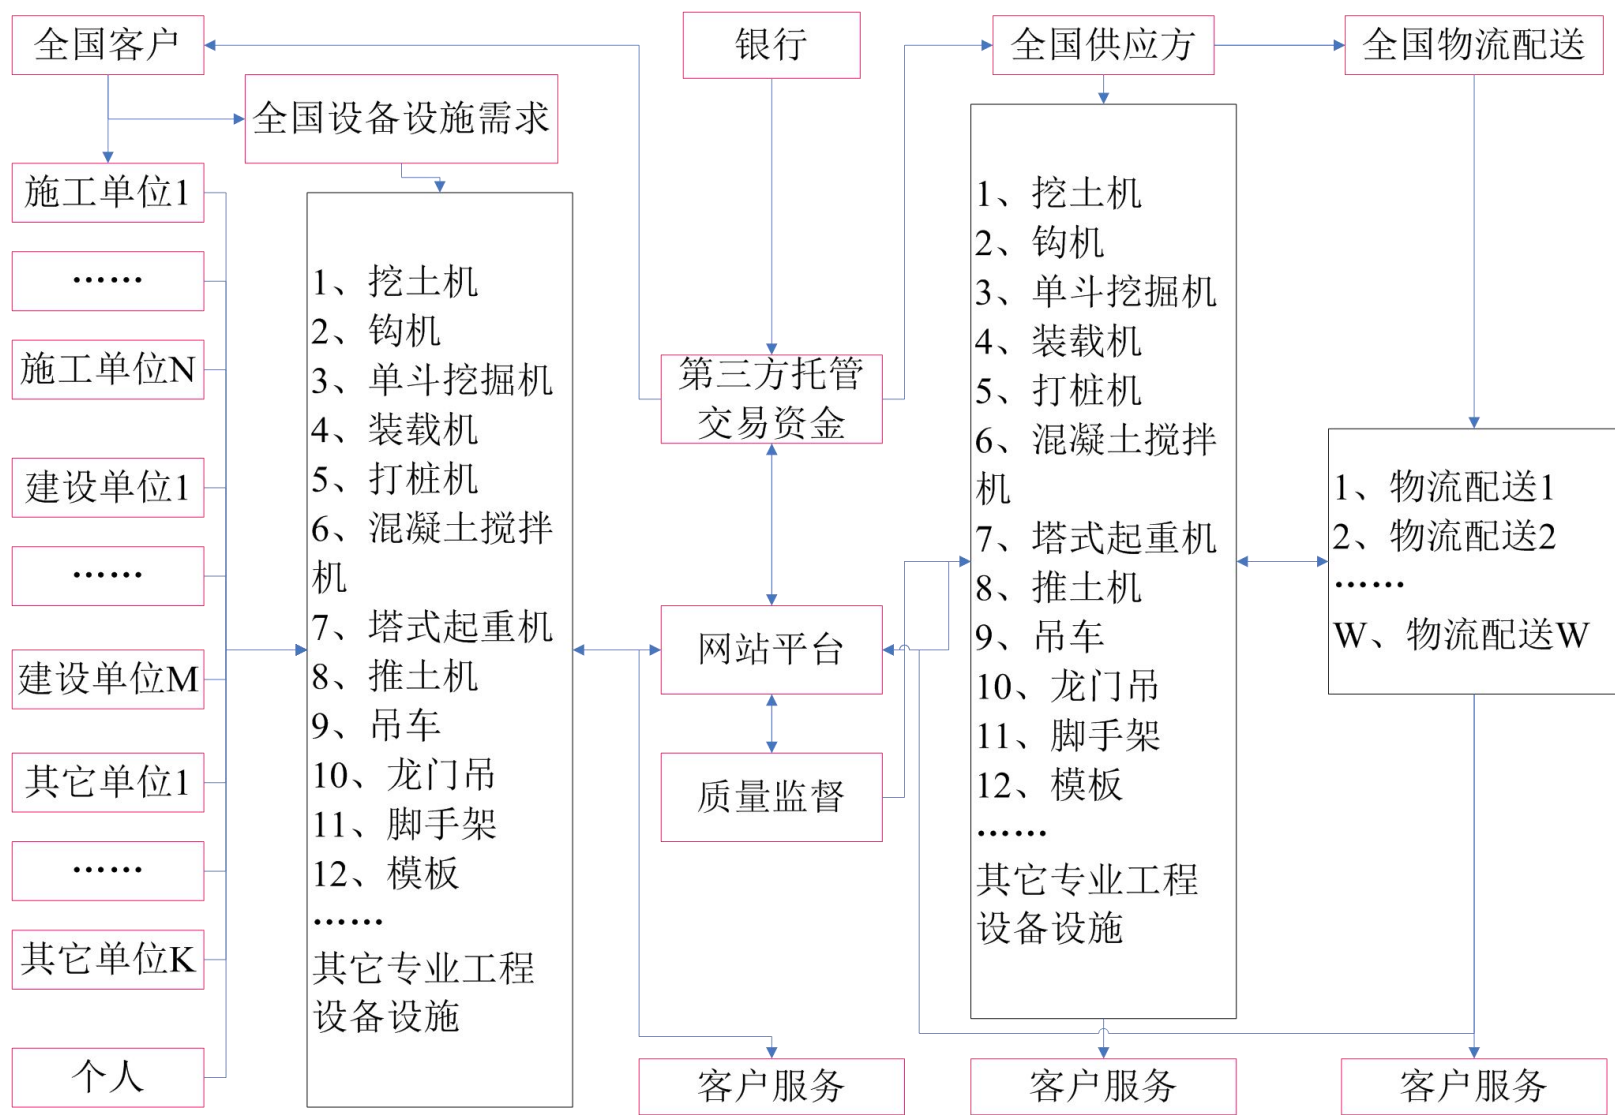 全国客户
银行
全国供应方
全国物流配送
全国设备设施需求
施工单位1
……
施工单位N
建设单位1
……
建设单位M
其它单位1
……
其它单位K
个人
1、挖土机
2、钩机
3、单斗挖掘机
4、装载机
5、打桩机
6、混凝土搅拌
机
7、塔式起重机
8、推土机
9、吊车
10、龙门吊
11、脚手架
12、模板
……
其它专业工程
设备设施
第三方托管
交易资金
网站平台
质量监督
1、挖土机
2、钩机
3、单斗挖掘机
4、装载机
5、打桩机
6、混凝土搅拌
机
7、塔式起重机
8、推土机
9、吊车
10、龙门吊
11、脚手架
12、模板
……
其它专业工程
设备设施
1、物流配送1
2、物流配送2
……
W、物流配送W
客户服务
客户服务
客户服务